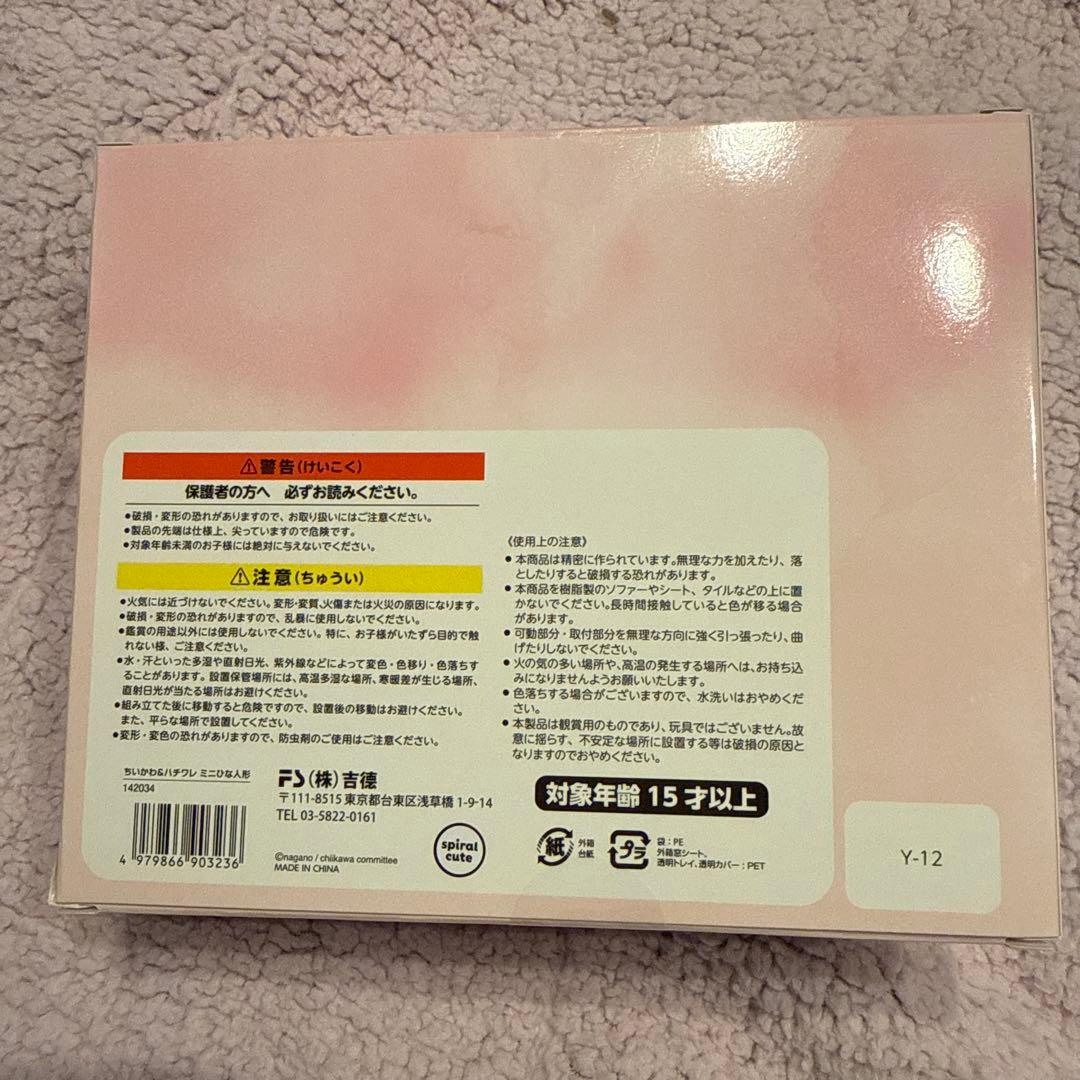 ⚠警告(けいこく)
保護者の方へ 必ずお読みください。
●破損・変形の恐れがありますので、お取り扱いにはご注意ください。
●製品の先端は仕様上、尖っていますので危険です。
●対象年齢未満のお子様には絶対に与えないでください。
⚠注意(ちゅうい)
●火気には近づけないでください。変形・変質、火傷または火災の原因になります。
●破損・変形の恐れがありますので、乱暴に使用しないでください。
●鑑賞の用途以外には使用しないでください。特に、お子様がいたずら目的で触
れない様、ご注意ください。
●水・汗といった多湿や直射日光、紫外線などによって変色・色移り・色落ちす
ることがあります。設置保管場所には、高温多湿な場所、寒暖差が生じる場所、
直射日光が当たる場所はお避けください。
●組み立てた後に移動すると危険ですので、設置後の移動はお避けください。
また、平らな場所で設置してください。
●変形・変色の恐れがありますので、防虫剤のご使用はご注意ください。
ちいかわ&ハチワレ ミニひな人形
142034
4 979866 903236
(株)吉徳
〒111-8515 東京都台東区浅草橋 1-9-14
TEL 03-5822-0161
©nagano / chiikawa committee
MADE IN CHINA
spiral
cute
《使用上の注意》
●本商品は精密に作られています。無理な力を加えたり、落
としたりすると破損する恐れがあります。
●本商品を樹脂製のソファーやシート、タイルなどの上に置
かないでください。長時間接触していると色が移る場合
があります。
●可動部分・取付部分を無理な方向に強く引っ張ったり、曲
げたりしないでください。
●火の気の多い場所や、高温の発生する場所へは、お持ち込
みになりませんようお願いいたします。
●色落ちする場合がございますので、水洗いはおやめくだ
さい。
●本製品は観賞用のものであり、玩具ではございません。故
意に揺らす、不安定な場所に設置する等は破損の原因と
なりますのでおやめください。
対象年齢 15 才以上
紙
外箱
台紙
プラ
袋：PE
外箱窓シート、
透明トレイ、透明カバー：PET
Y-12